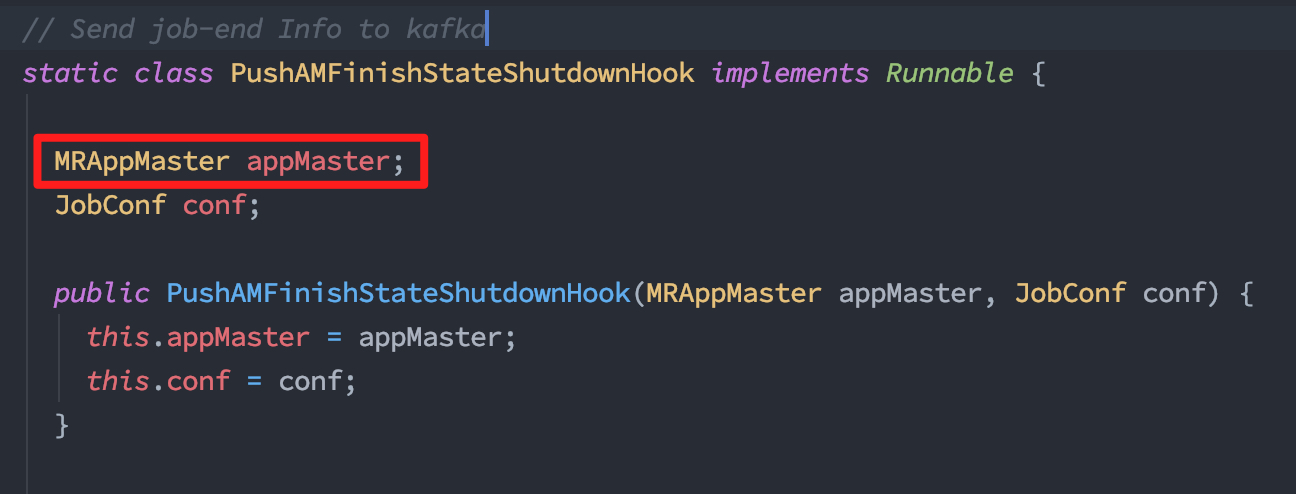 // Send job-end Info to kafka
static class PushAMFinishStateShutdownHook implements Runnable {
MRAppMaster appMaster;
JobConf conf;
public PushAMFinishStateShutdownHook(MRAppMaster appMaster, JobConf conf) {
this.appMaster = appMaster;
this.conf = conf;
}